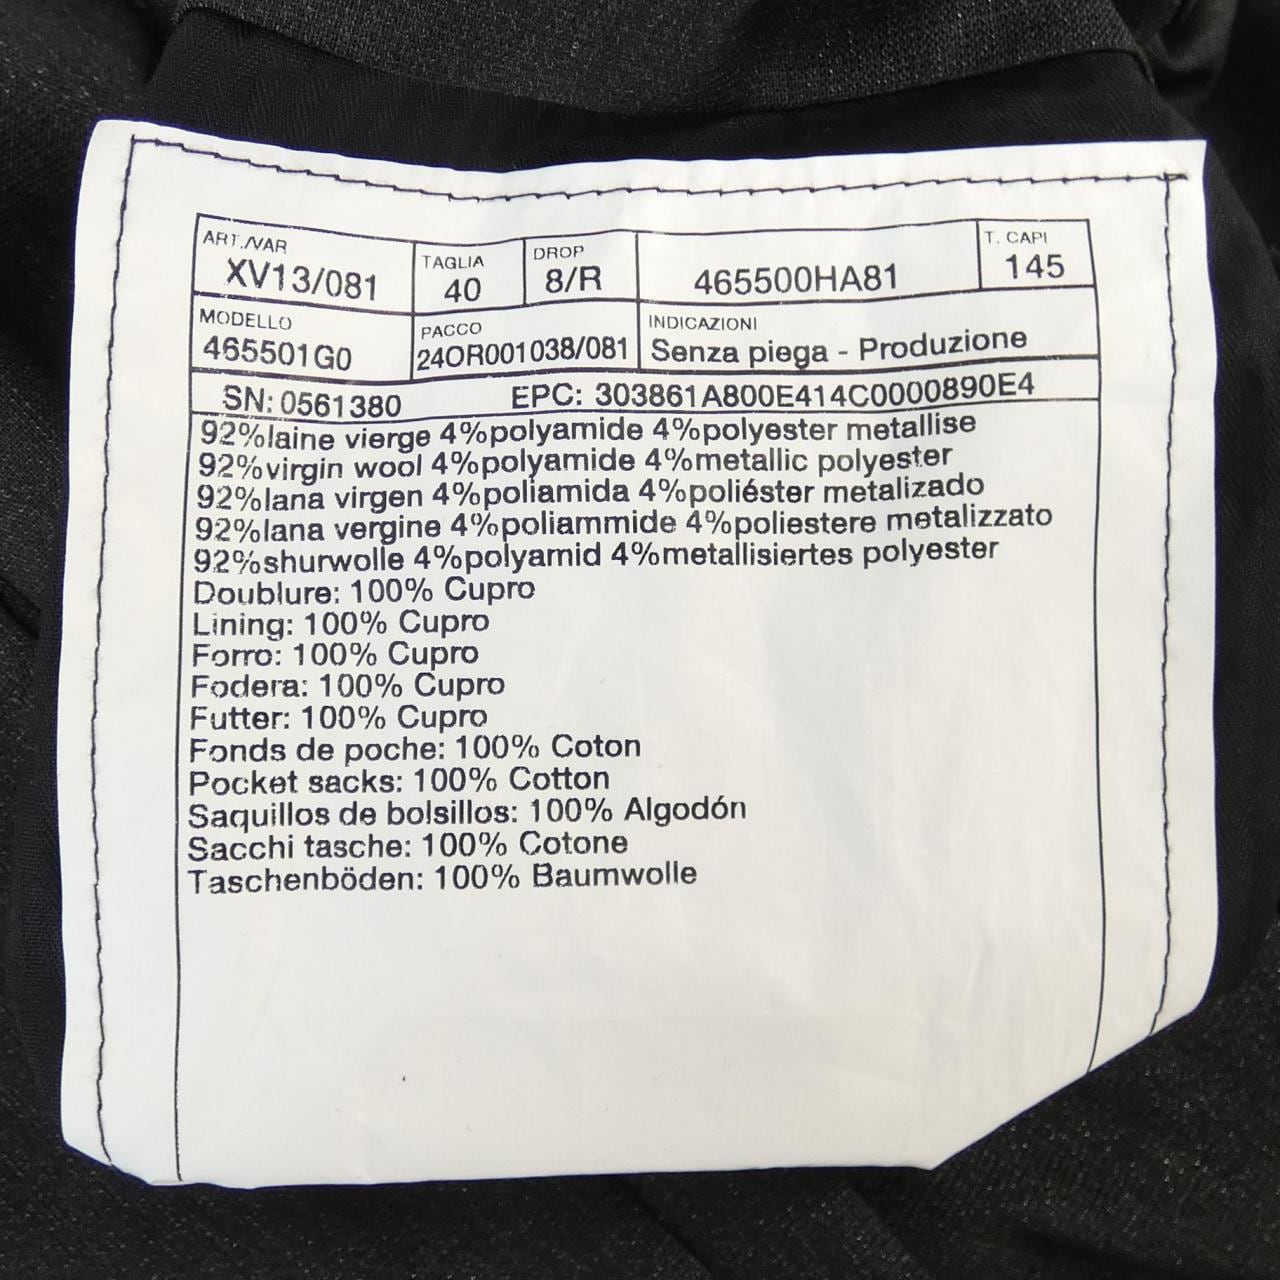 ART./VAR TAGLIA DROP T. CAPI
XV13/081 40 8/R 465500HA81 145
MODELLO PACCO INDICAZIONI
465501G0 24OR001038/081 Senza piega - Produzione
SN: 0561380 EPC: 303861A800E414C0000890E4
92%laine vierge 4%polyamide 4%polyester metallise
92%virgin wool 4%polyamide 4%metallic polyester
92%lana virgen 4%poliamida 4%poliéster metalizado
92%lana vergine 4%poliammide 4%poliestere metalizzato
92%shurwolle 4%polyamid 4%metallisiertes polyester
Doublure: 100% Cupro
Lining: 100% Cupro
Forro: 100% Cupro
Fodera: 100% Cupro
Futter: 100% Cupro
Fonds de poche: 100% Coton
Pocket sacks: 100% Cotton
Saquillos de bolsillos: 100% Algodón
Sacchi tasche: 100% Cotone
Taschenböden: 100% Baumwolle